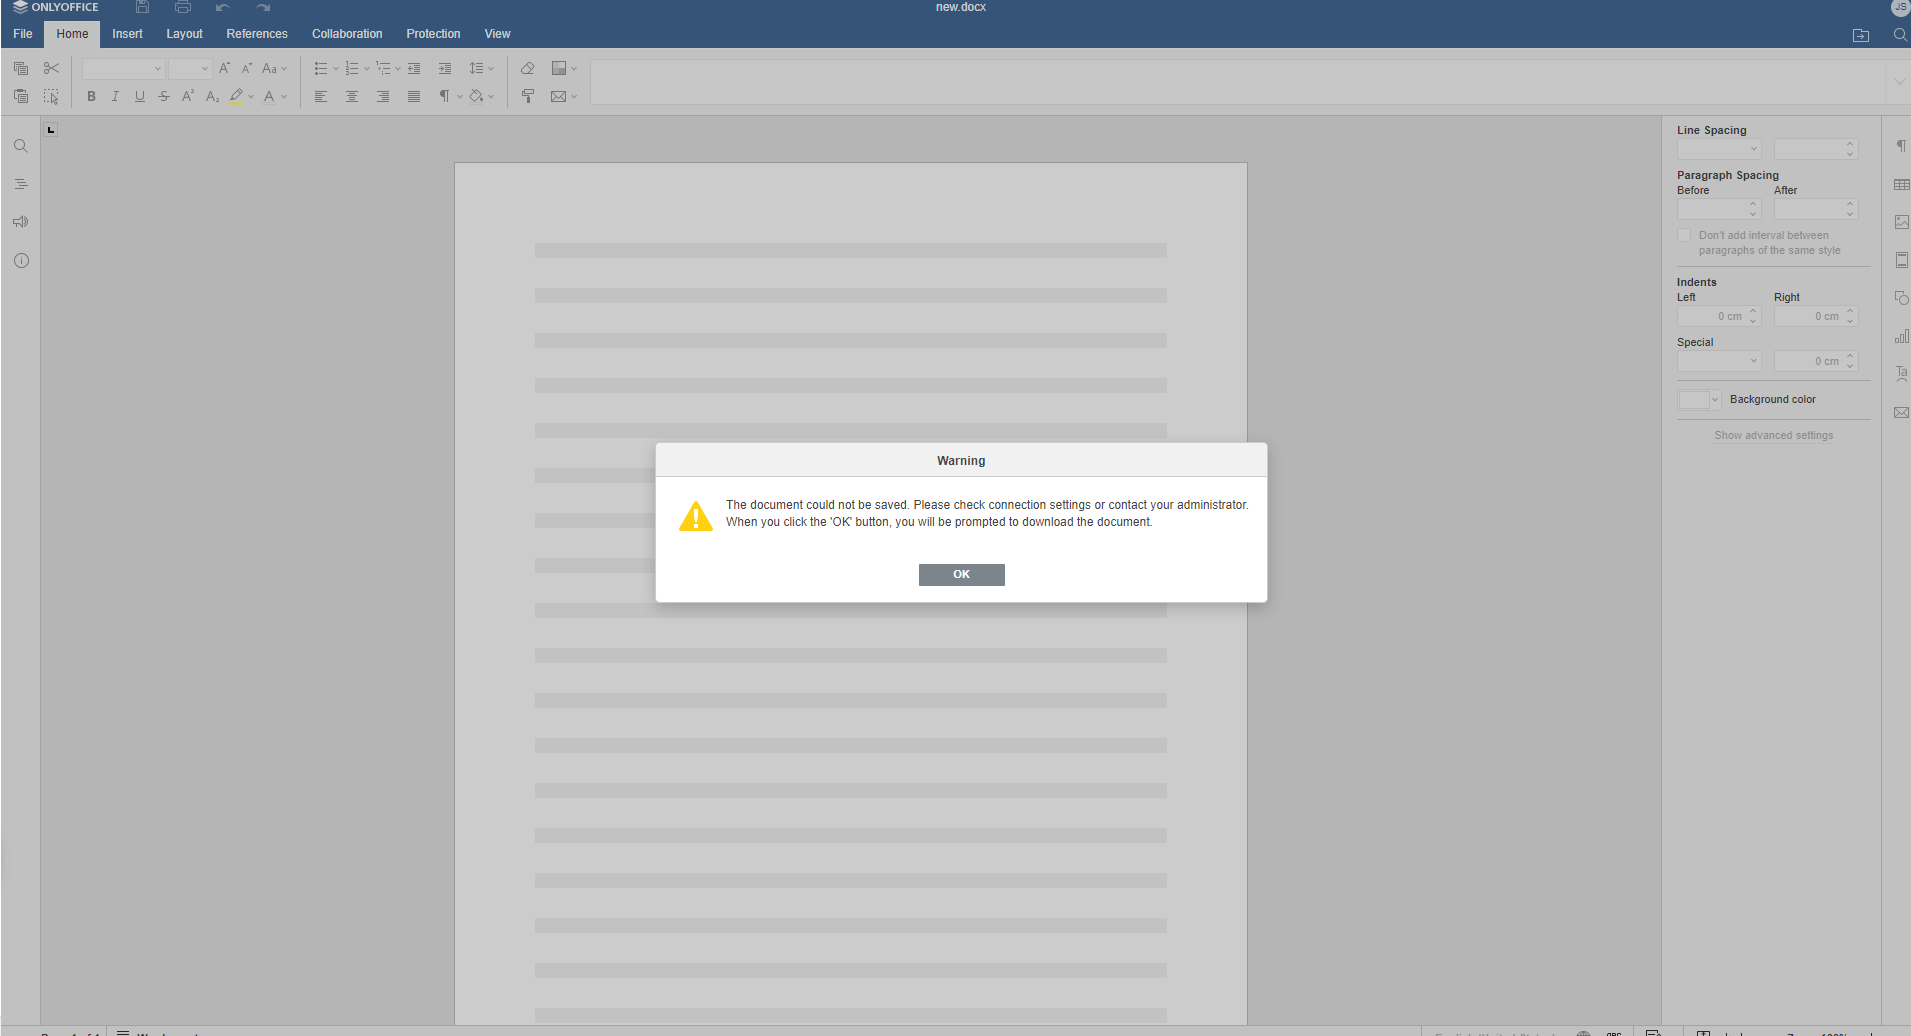 ONLYOFFICE
new.docx
JS
File Home Insert Layout References Collaboration Protection View
Aa
B I U S A² A₂ A
Line Spacing
Paragraph Spacing
Before After
Don't add interval between
paragraphs of the same style
Indents
Left Right
0 cm 0 cm
Special
0 cm
Background color
Show advanced settings
Warning
The document could not be saved. Please check connection settings or contact your administrator.
When you click the 'OK' button, you will be prompted to download the document.
OK